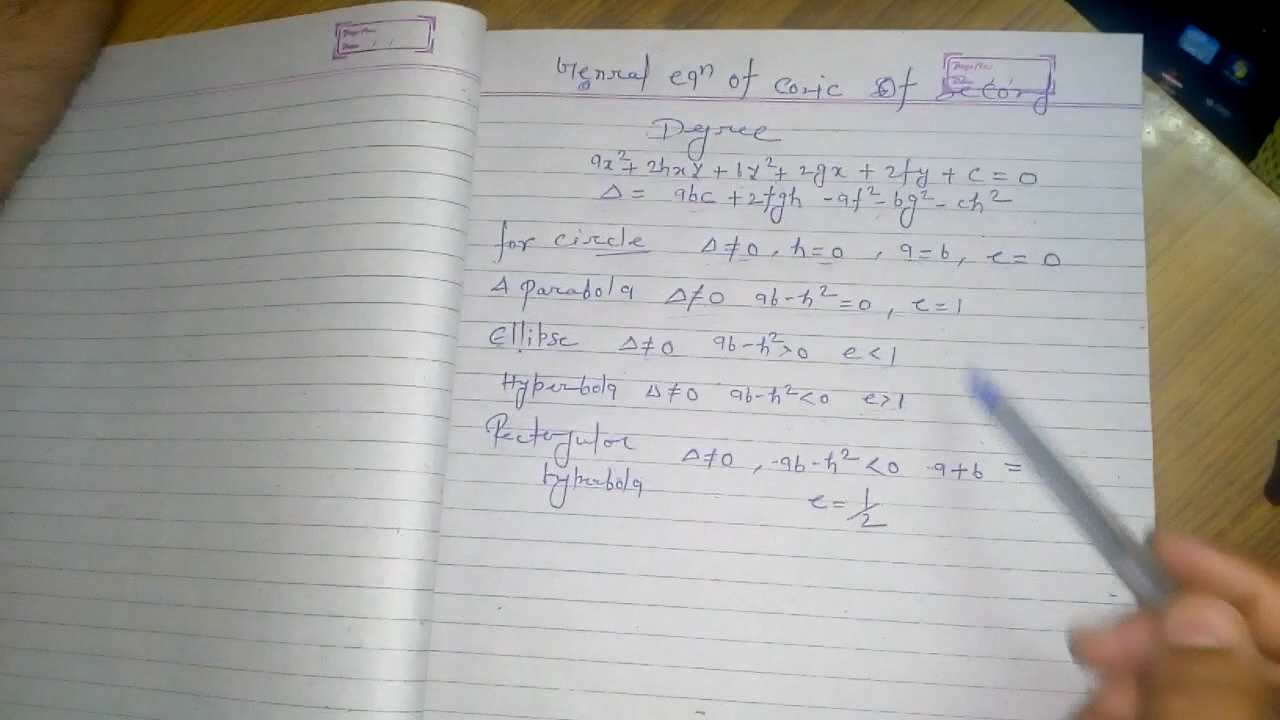 Genral eqn of conic of Second
Degree
ax² + 2hxy + by² + 2gx + 2fy + c = 0
Δ = abc + 2fgh - af² - bg² - ch²
for circle Δ≠0, h=0, a=b, e=0
A parabola Δ≠0 ab-h²=0, e=1
Ellipse Δ≠0 ab-h²>0 e<1
Hyperbola Δ≠0 ab-h²<0 e>1
Rectangular Δ≠0, ab-h²<0 a+b =
hyperbola e=1/2